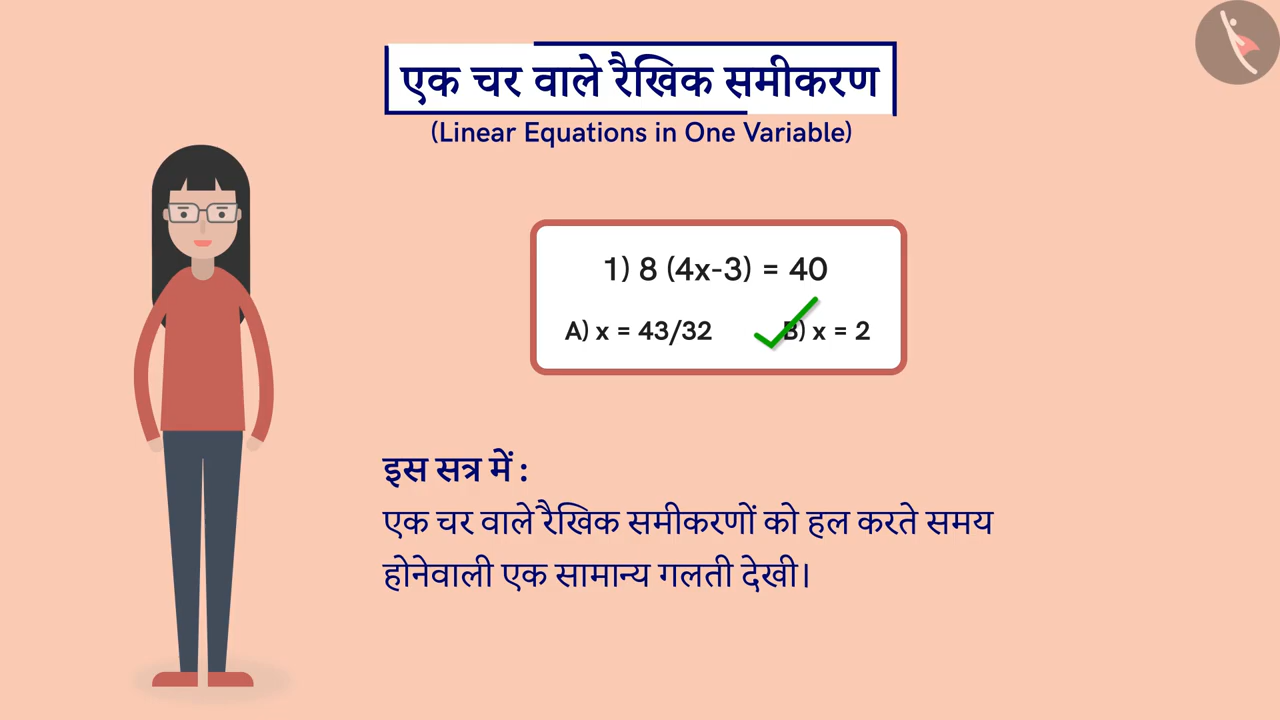 एक चर वाले रैखिक समीकरण
(Linear Equations in One Variable)
1) 8 (4x-3) = 40
A) x = 43/32 B) x = 2
इस सत्र में :
एक चर वाले रैखिक समीकरणों को हल करते समय
होनेवाली एक सामान्य गलती देखी।